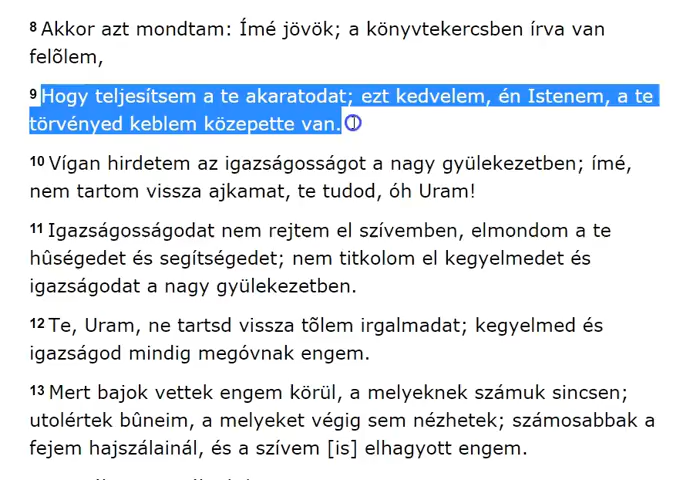 8 Akkor azt mondtam: Ímé jövök; a könyvtekercsben írva van
felõlem,
9 Hogy teljesítsem a te akaratodat; ezt kedvelem, én Istenem, a te
törvényed keblem közepette van.
10 Vígan hirdetem az igazságosságot a nagy gyülekezetben; ímé,
nem tartom vissza ajkamat, te tudod, óh Uram!
11 Igazságosságodat nem rejtem el szívemben, elmondom a te
hûségedet és segítségedet; nem titkolom el kegyelmedet és
igazságodat a nagy gyülekezetben.
12 Te, Uram, ne tartsd vissza tõlem irgalmadat; kegyelmed és
igazságod mindig megóvnak engem.
13 Mert bajok vettek engem körül, a melyeknek számuk sincsen;
utolértek bûneim, a melyeket végig sem nézhetek; számosabbak a
fejem hajszálainál, és a szívem [is] elhagyott engem.